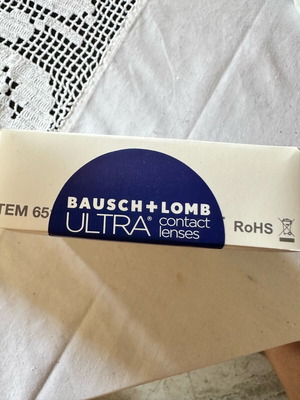 BAUSCH+LOMB
TEM 65
ULTRA® contact lenses
RoHS